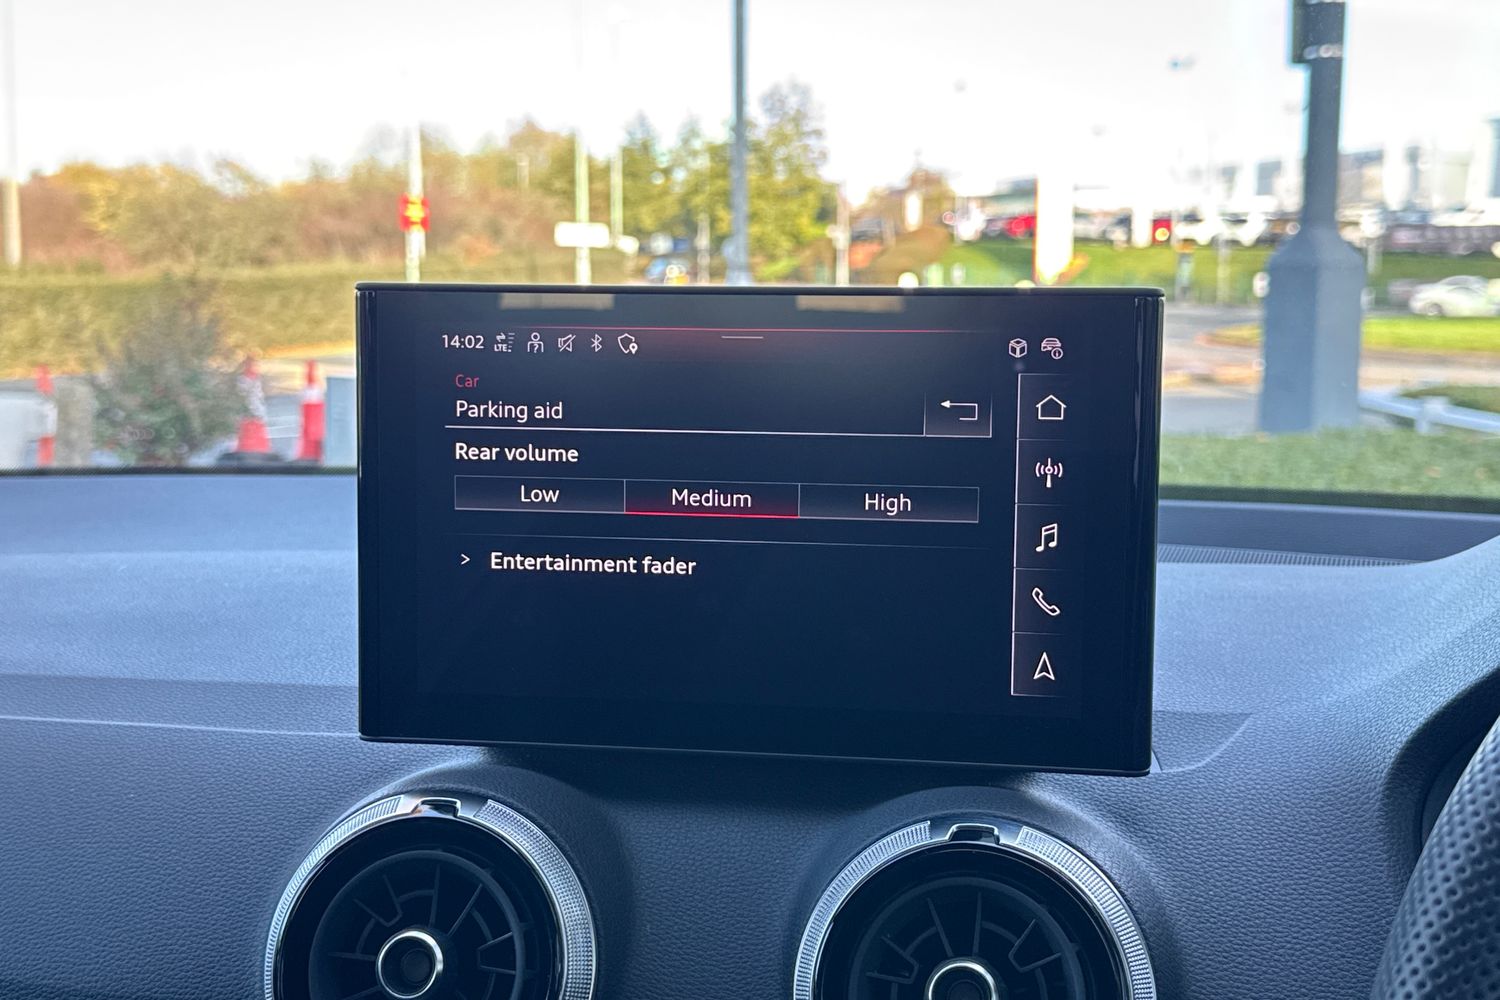 14:02 LTE
Car
Parking aid
Rear volume
Low Medium High
> Entertainment fader